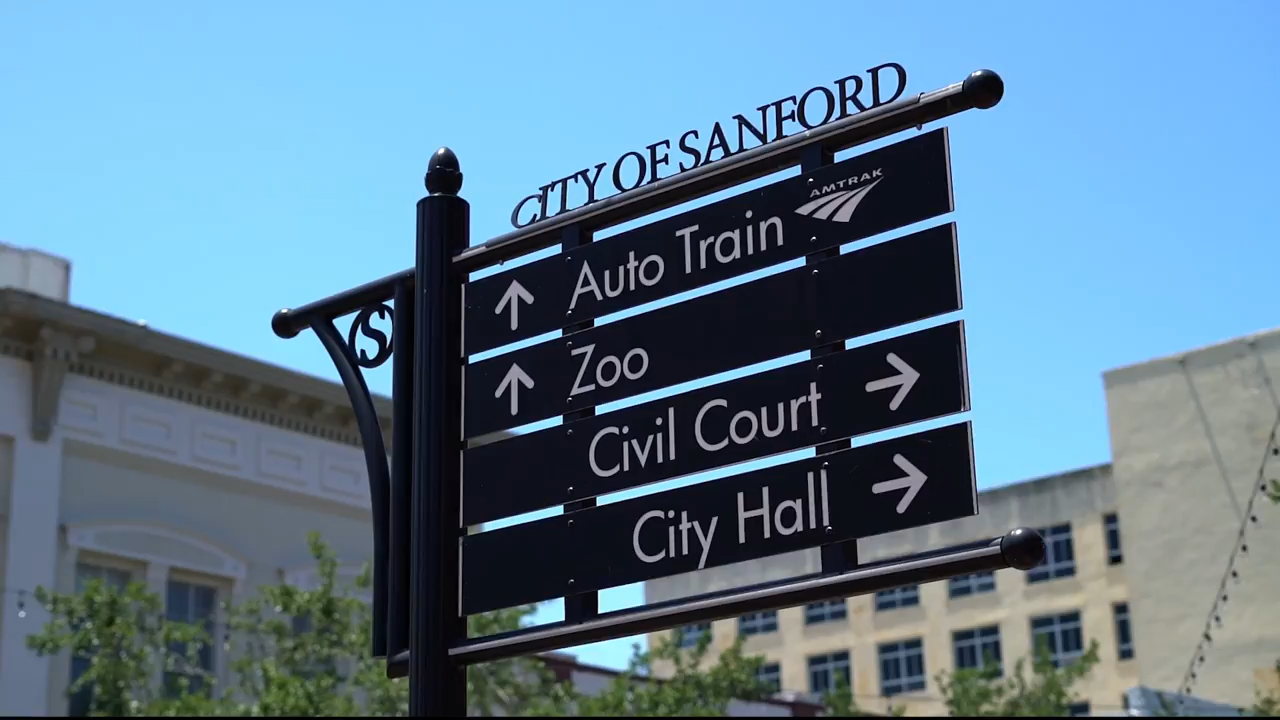 CITY OF SANFORD
AMTRAK
Auto Train
Zoo
Civil Court
City Hall
S